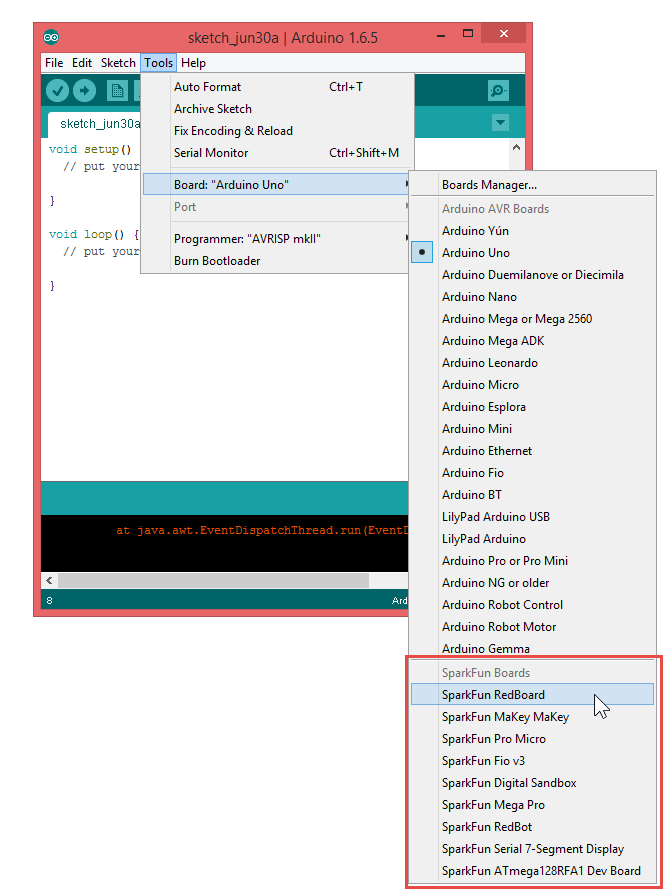 sketch_jun30a | Arduino 1.6.5
File Edit Sketch Tools Help
Auto Format Ctrl+T
Archive Sketch
Fix Encoding & Reload
Serial Monitor Ctrl+Shift+M
Board: "Arduino Uno"
Port
Programmer: "AVRISP mkII"
Burn Bootloader
sketch_jun30a
void setup()
// put your
}
void loop() {
// put your
}
at java.awt.EventDispatchThread.run(EventD
8
Ard
Boards Manager...
Arduino AVR Boards
Arduino Yún
Arduino Uno
Arduino Duemilanove or Diecimila
Arduino Nano
Arduino Mega or Mega 2560
Arduino Mega ADK
Arduino Leonardo
Arduino Micro
Arduino Esplora
Arduino Mini
Arduino Ethernet
Arduino Fio
Arduino BT
LilyPad Arduino USB
LilyPad Arduino
Arduino Pro or Pro Mini
Arduino NG or older
Arduino Robot Control
Arduino Robot Motor
Arduino Gemma
SparkFun Boards
SparkFun RedBoard
SparkFun MaKey MaKey
SparkFun Pro Micro
SparkFun Fio v3
SparkFun Digital Sandbox
SparkFun Mega Pro
SparkFun RedBot
SparkFun Serial 7-Segment Display
SparkFun ATmega128RFA1 Dev Board